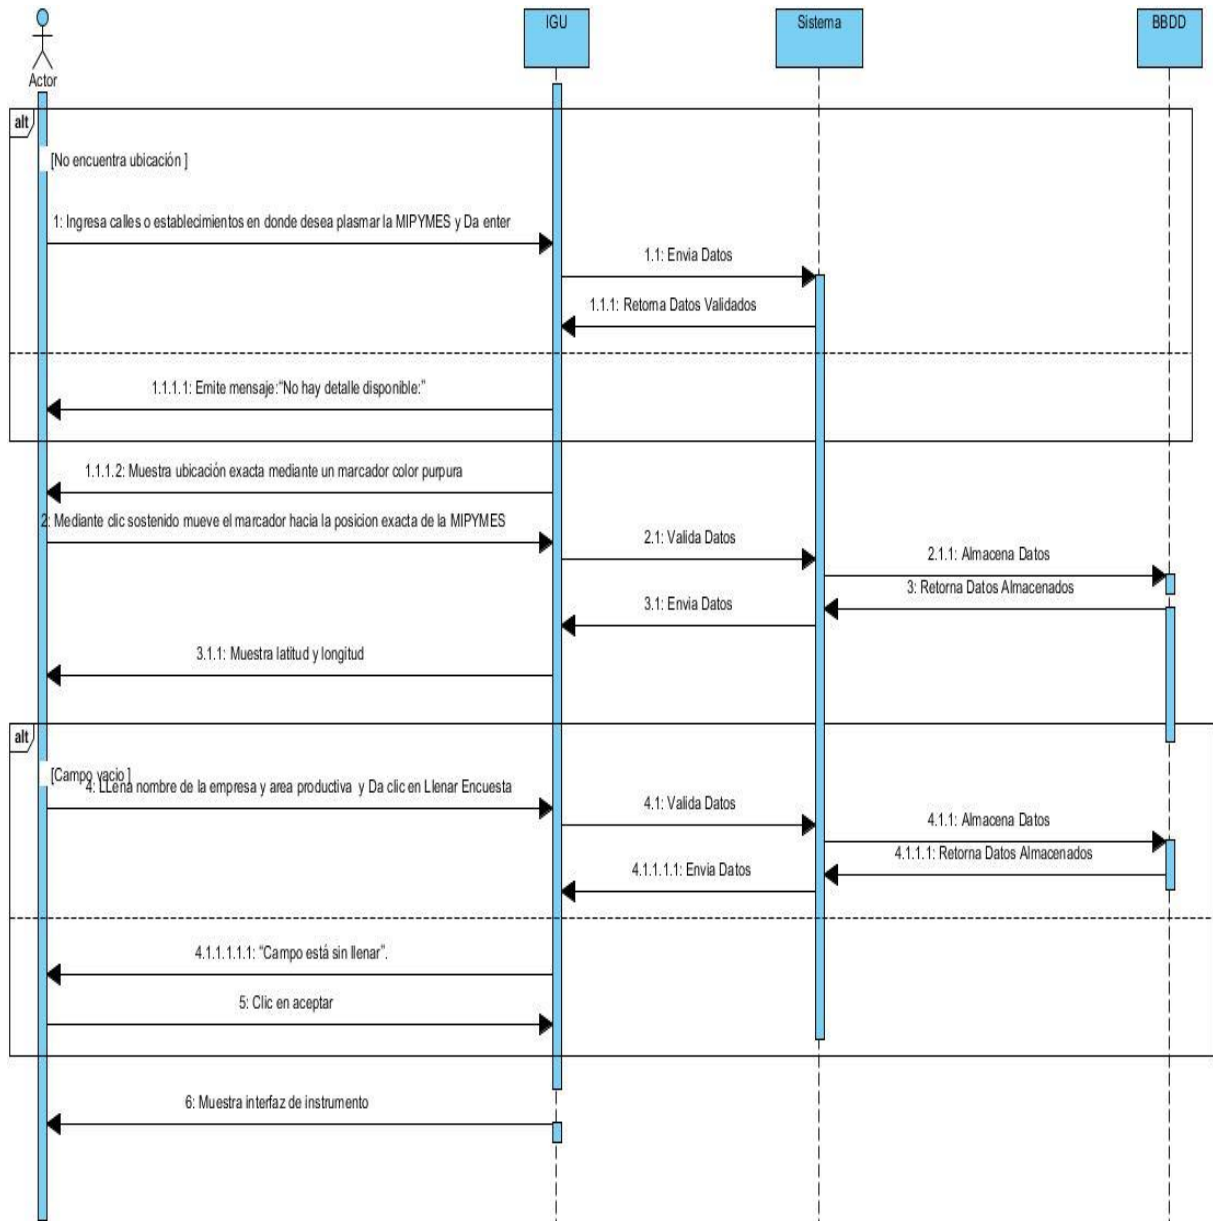 IGU
Sistema
BBDD
Actor
alt
[No encuentra ubicación ]
1: Ingresa calles o establecimientos en donde desea plasmar la MIPYMES y Da enter
1.1: Envia Datos
1.1.1: Retorna Datos Validados
1.1.1.1: Emite mensaje:“No hay detalle disponible:”
1.1.1.2: Muestra ubicación exacta mediante un marcador color purpura
2: Mediante clic sostenido mueve el marcador hacia la posicion exacta de la MIPYMES
2.1: Valida Datos
2.1.1: Almacena Datos
3: Retorna Datos Almacenados
3.1: Envia Datos
3.1.1: Muestra latitud y longitud
alt
[Campo vacio ]
4: LLena nombre de la empresa y area productiva y Da clic en Llenar Encuesta
4.1: Valida Datos
4.1.1: Almacena Datos
4.1.1.1: Retorna Datos Almacenados
4.1.1.1.1: Envia Datos
4.1.1.1.1.1: “Campo está sin llenar”.
5: Clic en aceptar
6: Muestra interfaz de instrumento